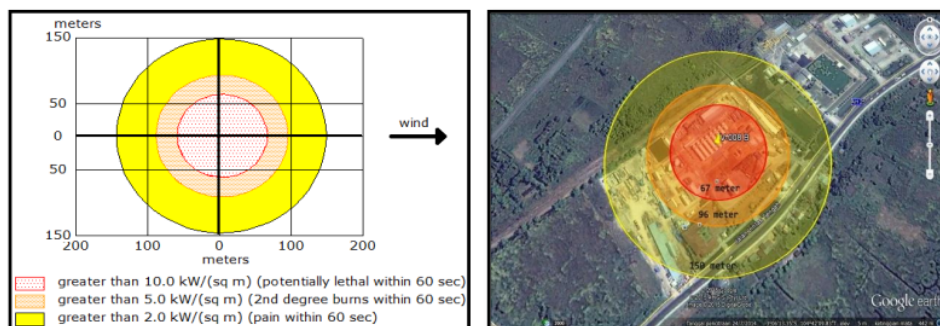 meters
150
50
0
50
150
200
100
0
100
200
meters
wind
greater than 10.0 kW/(sq m) (potentially lethal within 60 sec)
greater than 5.0 kW/(sq m) (2nd degree burns within 60 sec)
greater than 2.0 kW/(sq m) (pain within 60 sec)
67 meter
96 meter
150 meter
Google earth